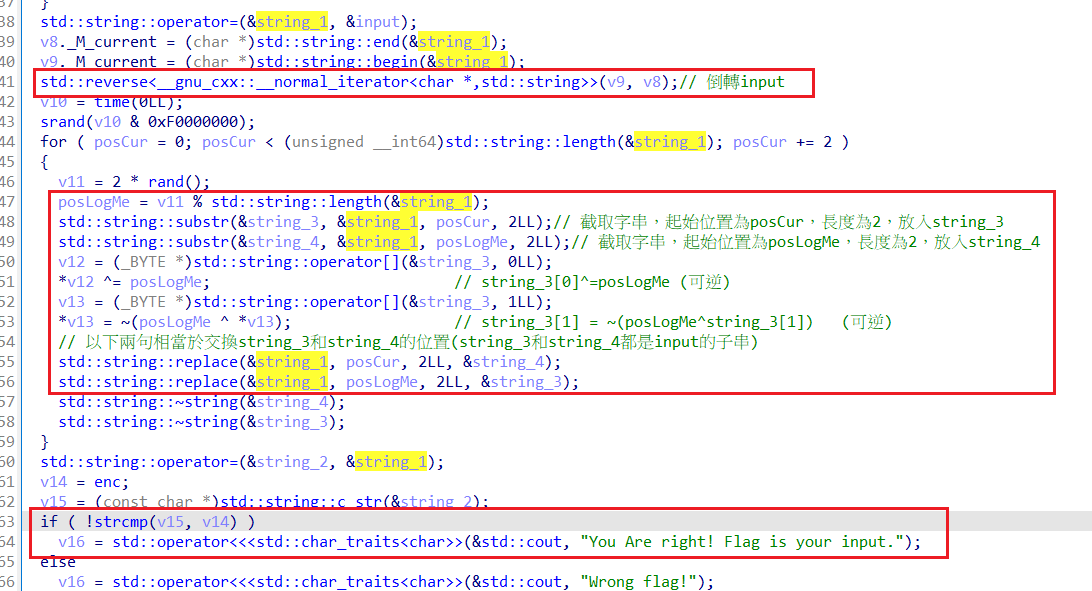 37 }
38 std::string::operator=(&string_1, &input);
39 v8._M_current = (char *)std::string::end(&string_1);
40 v9._M_current = (char *)std::string::begin(&string_1);
41 std::reverse<__gnu_cxx::__normal_iterator<char *,std::string>>(v9, v8);// 倒轉input
42 v10 = time(0LL);
43 srand(v10 & 0xF0000000);
44 for ( posCur = 0; posCur < (unsigned __int64)std::string::length(&string_1); posCur += 2 )
45 {
46 v11 = 2 * rand();
47 posLogMe = v11 % std::string::length(&string_1);
48 std::string::substr(&string_3, &string_1, posCur, 2LL);// 截取字串，起始位置為posCur，長度為2，放入string_3
49 std::string::substr(&string_4, &string_1, posLogMe, 2LL);// 截取字串，起始位置為posLogMe，長度為2，放入string_4
50 v12 = (_BYTE *)std::string::operator[](&string_3, 0LL);
51 *v12 ^= posLogMe; // string_3[0]^=posLogMe (可逆)
52 v13 = (_BYTE *)std::string::operator[](&string_3, 1LL);
53 *v13 = ~(posLogMe ^ *v13); // string_3[1] = ~(posLogMe^string_3[1]) (可逆)
54 // 以下兩句相當於交換string_3和string_4的位置(string_3和string_4都是input的子串)
55 std::string::replace(&string_1, posCur, 2LL, &string_4);
56 std::string::replace(&string_1, posLogMe, 2LL, &string_3);
57 std::string::~string(&string_4);
58 std::string::~string(&string_3);
59 }
60 std::string::operator=(&string_2, &string_1);
61 v14 = enc;
62 v15 = (const char *)std::string::c_str(&string_2);
63 if ( !strcmp(v15, v14) )
64 v16 = std::operator<<<std::char_traits<char>>(&std::cout, "You Are right! Flag is your input.");
65 else
66 v16 = std::operator<<<std::char_traits<char>>(&std::cout, "Wrong flag!");